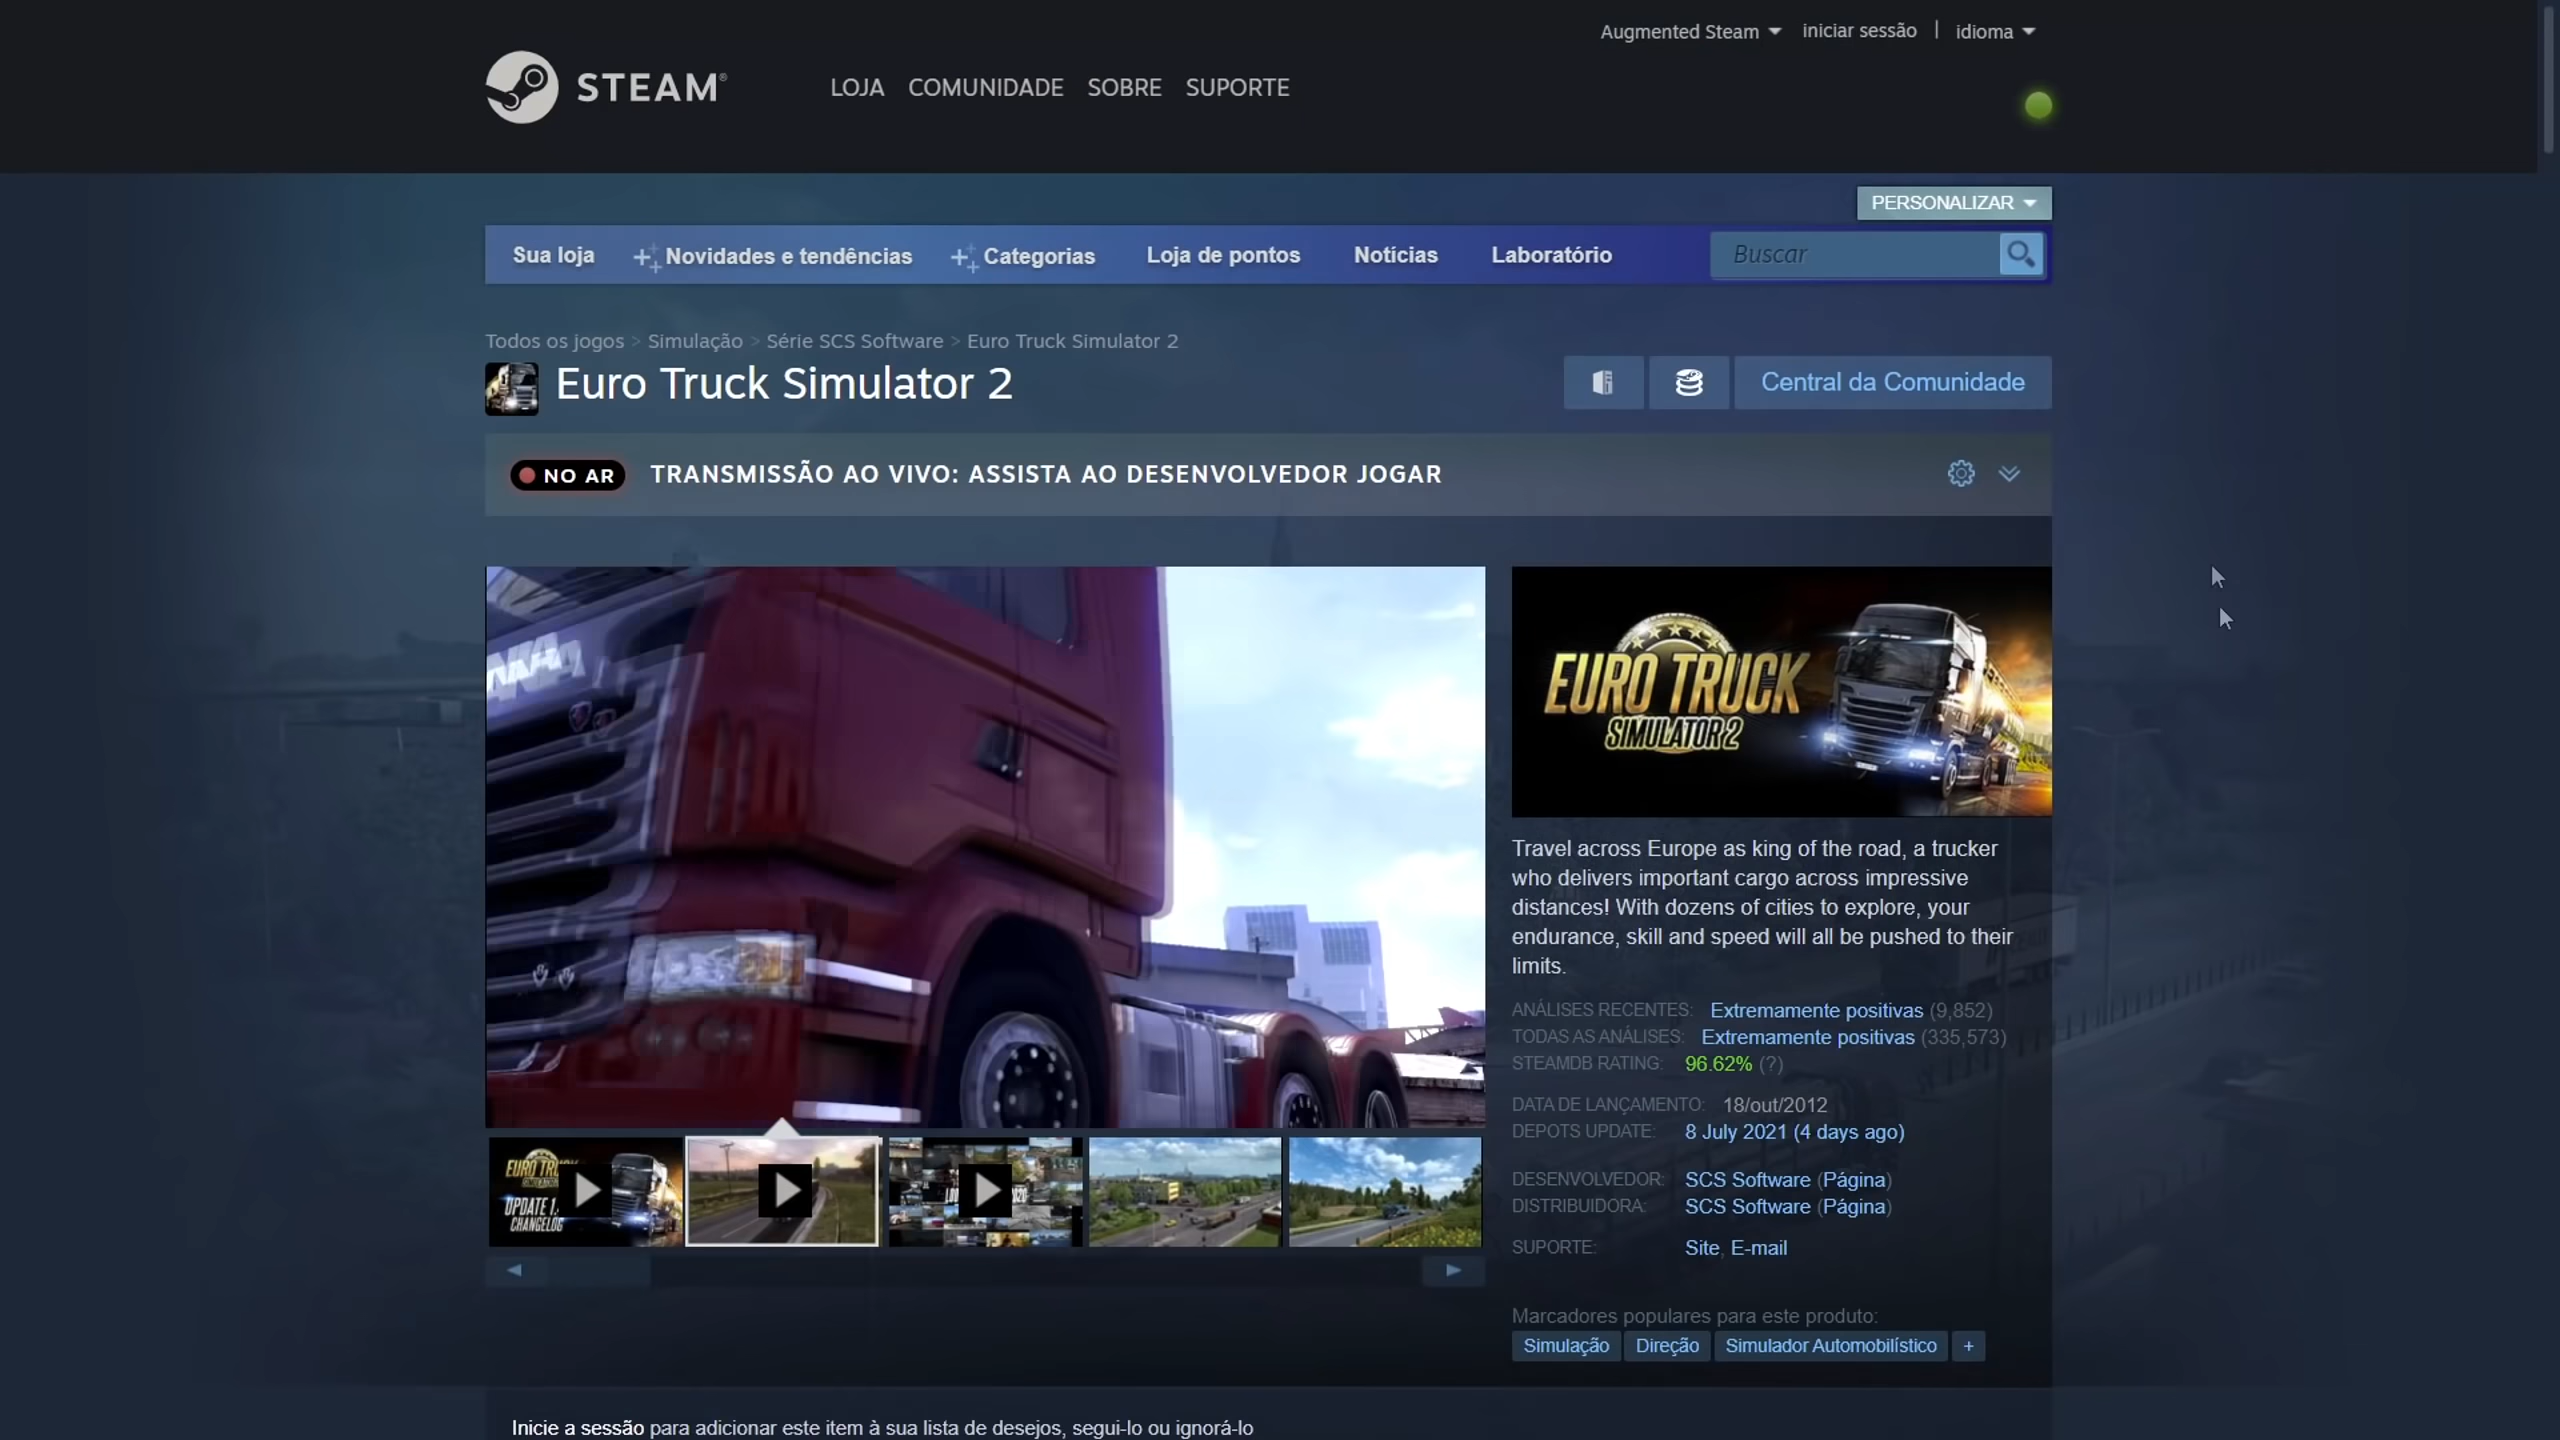 Augmented Steam iniciar sessão | idioma
STEAM®
LOJA COMUNIDADE SOBRE SUPORTE
PERSONALIZAR
Sua loja Novidades e tendências Categorias Loja de pontos Notícias Laboratório Buscar
Todos os jogos > Simulação > Série SCS Software > Euro Truck Simulator 2
Euro Truck Simulator 2
Central da Comunidade
NO AR TRANSMISSÃO AO VIVO: ASSISTA AO DESENVOLVEDOR JOGAR
EURO TRUCK
SIMULATOR 2
Travel across Europe as king of the road, a trucker
who delivers important cargo across impressive
distances! With dozens of cities to explore, your
endurance, skill and speed will all be pushed to their
limits.
ANÁLISES RECENTES: Extremamente positivas (9,852)
TODAS AS ANÁLISES: Extremamente positivas (335,573)
STEAMDB RATING: 96.62% (?)
DATA DE LANÇAMENTO: 18/out/2012
DEPOTS UPDATE: 8 July 2021 (4 days ago)
DESENVOLVEDOR: SCS Software (Página)
DISTRIBUIDORA: SCS Software (Página)
SUPORTE: Site, E-mail
UPDATE 1.
CHANGELOG
Marcadores populares para este produto:
Simulação Direção Simulador Automobilístico +
Inicie a sessão para adicionar este item à sua lista de desejos, segui-lo ou ignorá-lo